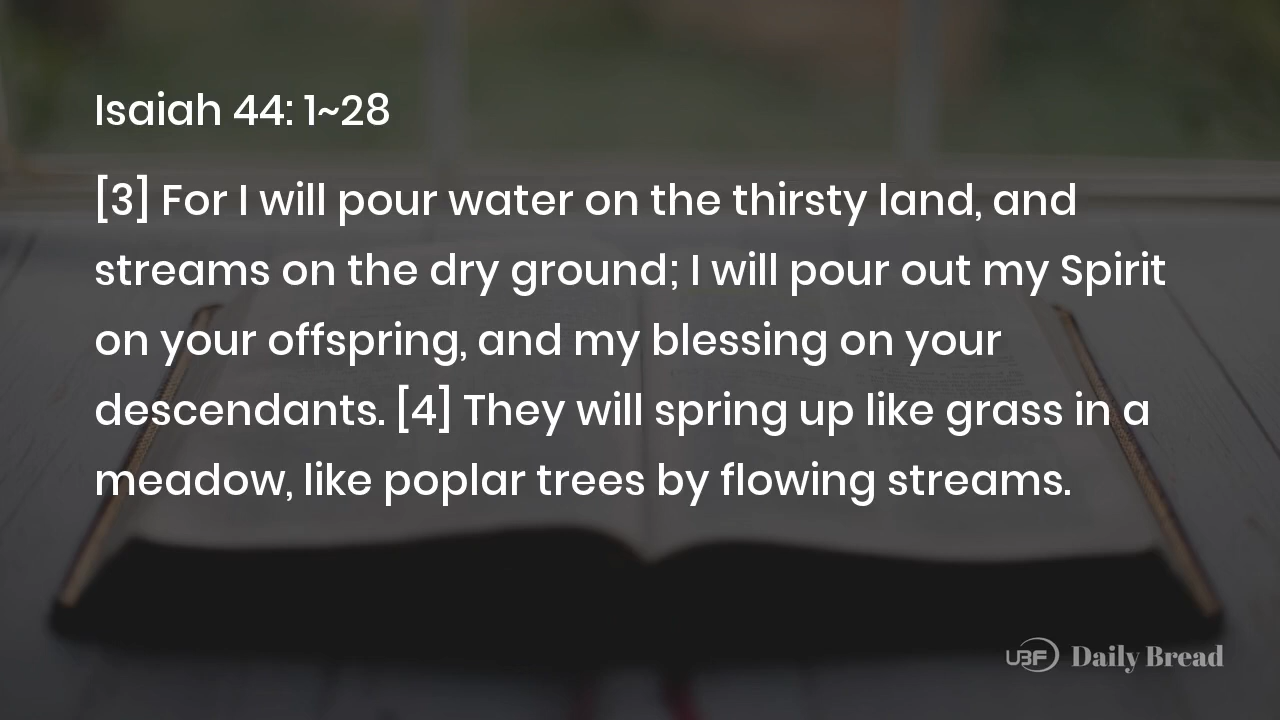 Isaiah 44: 1~28
[3] For I will pour water on the thirsty land, and
streams on the dry ground; I will pour out my Spirit
on your offspring, and my blessing on your
descendants. [4] They will spring up like grass in a
meadow, like poplar trees by flowing streams.
UBF Daily Bread